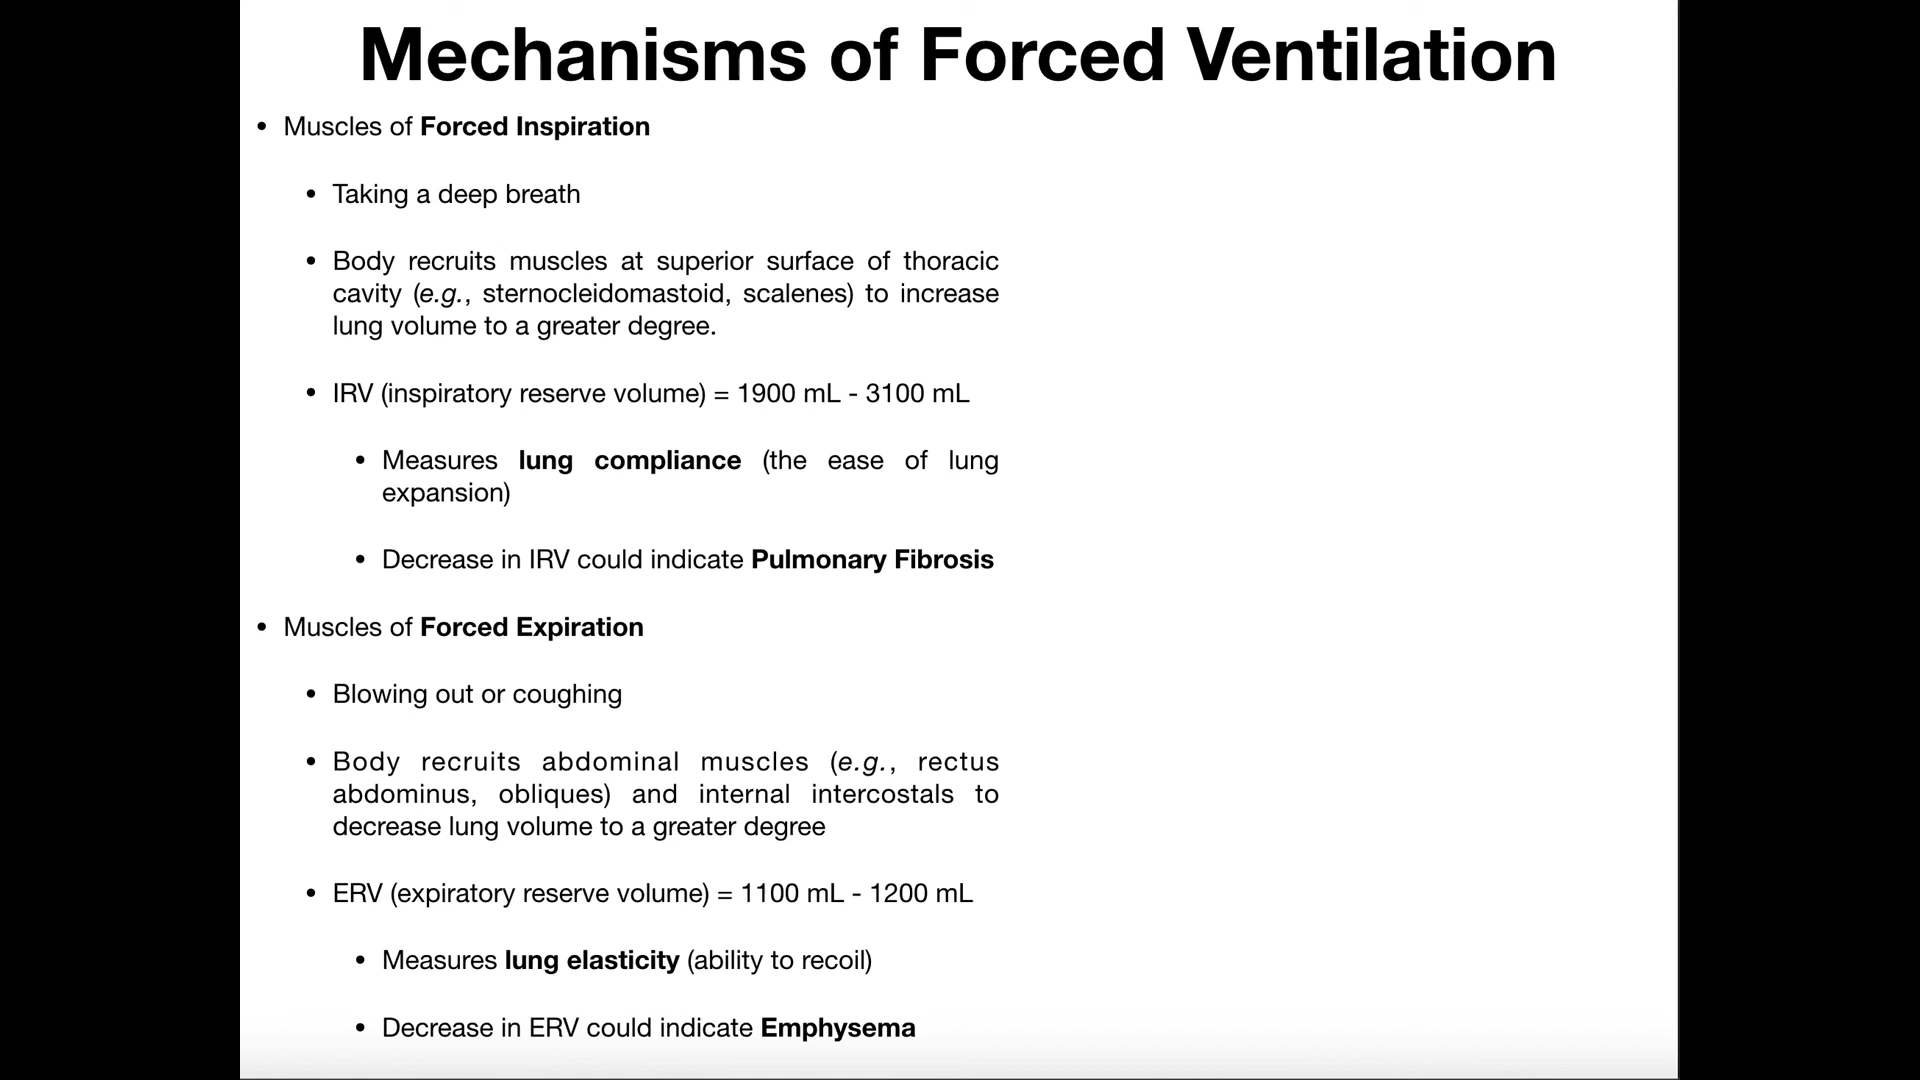 Mechanisms of Forced Ventilation
• Muscles of Forced Inspiration
• Taking a deep breath
• Body recruits muscles at superior surface of thoracic
cavity (e.g., sternocleidomastoid, scalenes) to increase
lung volume to a greater degree.
• IRV (inspiratory reserve volume) = 1900 mL - 3100 mL
• Measures lung compliance (the ease of lung
expansion)
• Decrease in IRV could indicate Pulmonary Fibrosis
• Muscles of Forced Expiration
• Blowing out or coughing
• Body recruits abdominal muscles (e.g., rectus
abdominus, obliques) and internal intercostals to
decrease lung volume to a greater degree
• ERV (expiratory reserve volume) = 1100 mL - 1200 mL
• Measures lung elasticity (ability to recoil)
• Decrease in ERV could indicate Emphysema